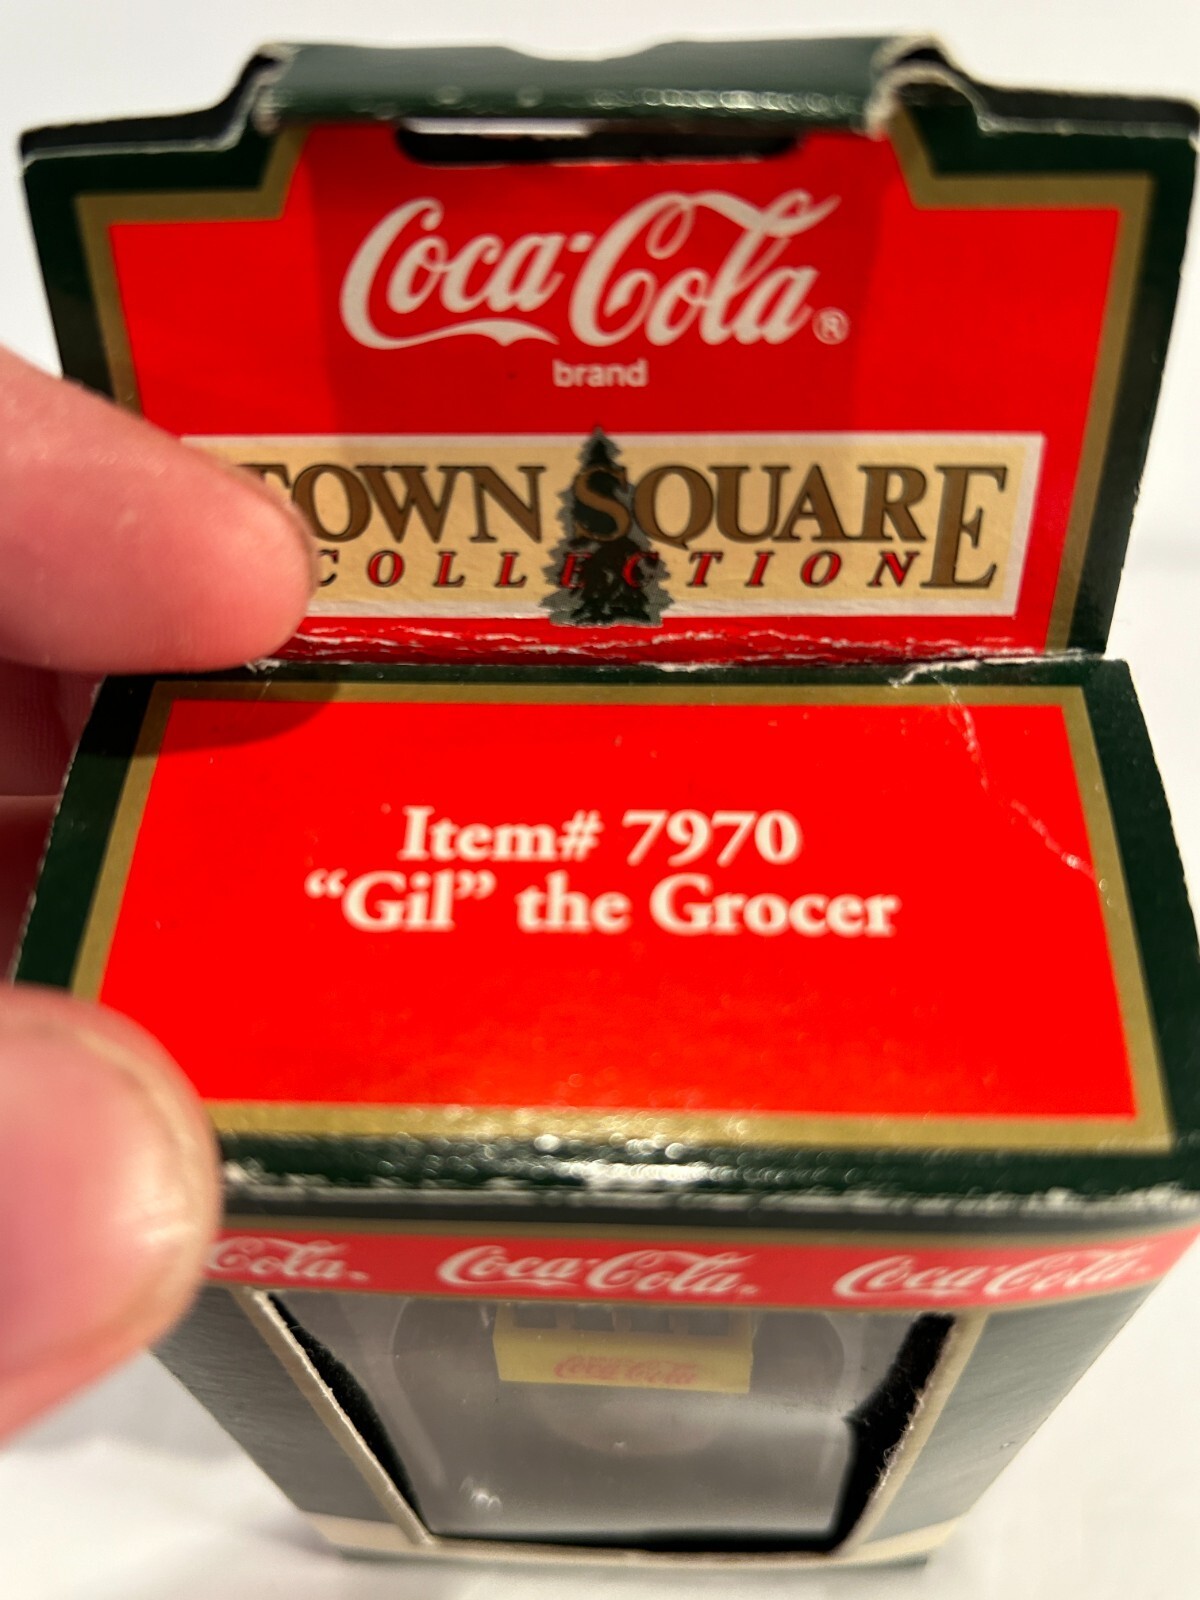 Coca-Cola®
brand
TOWN SQUARE
COLLECTION
Item# 7970
"Gil" the Grocer
Cola Coca-Cola Coca-Cola
Coca-Cola